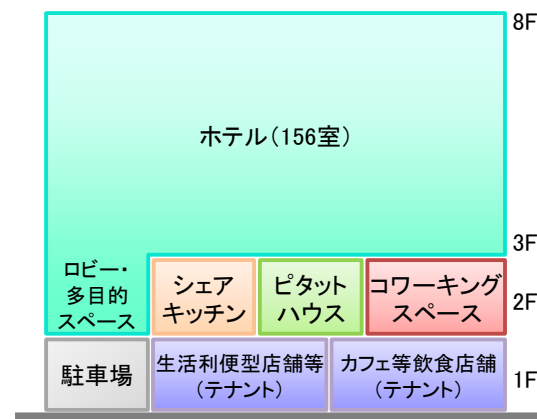 8F
ホテル(156室)
3F
ロビー・
多目的
スペース
シェア
キッチン
ピタット
ハウス
コワーキング
スペース
2F
駐車場
生活利便型店舗等
(テナント)
カフェ等飲食店舗
(テナント)
1F